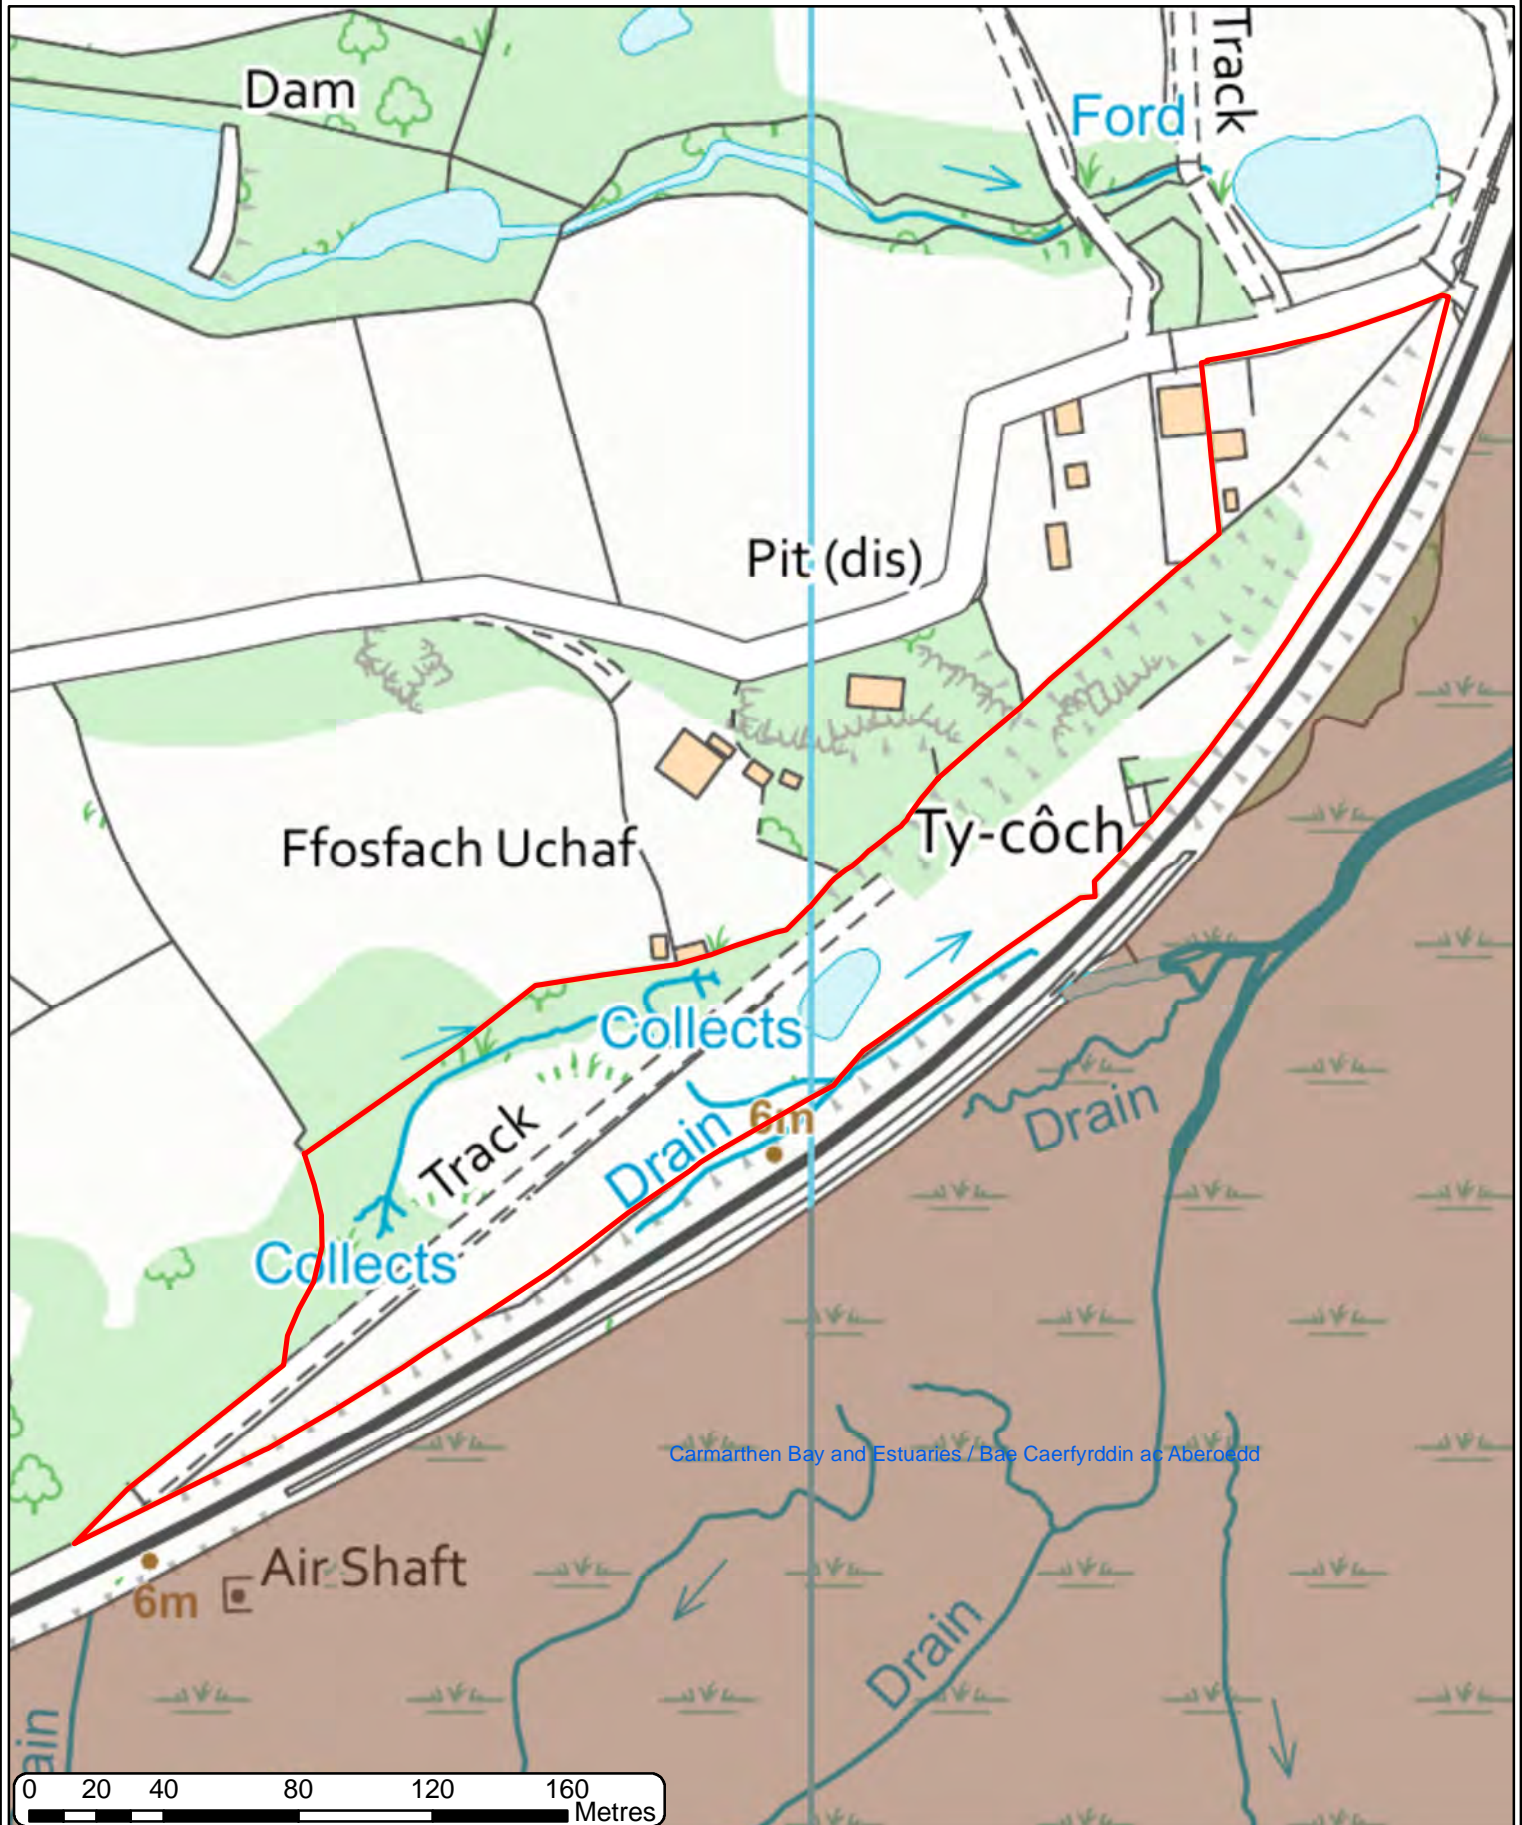 Dam
Ford
Track
Pit (dis)
Ty-côch
Ffosfach Uchaf
Collects
Track
Drain
6m
Drain
Collects
Carmarthen Bay and Estuaries / Bae Caerfyrddin ac Aberoedd
Air Shaft
6m
Drain
ain
0 20 40 80 120 160
Metres